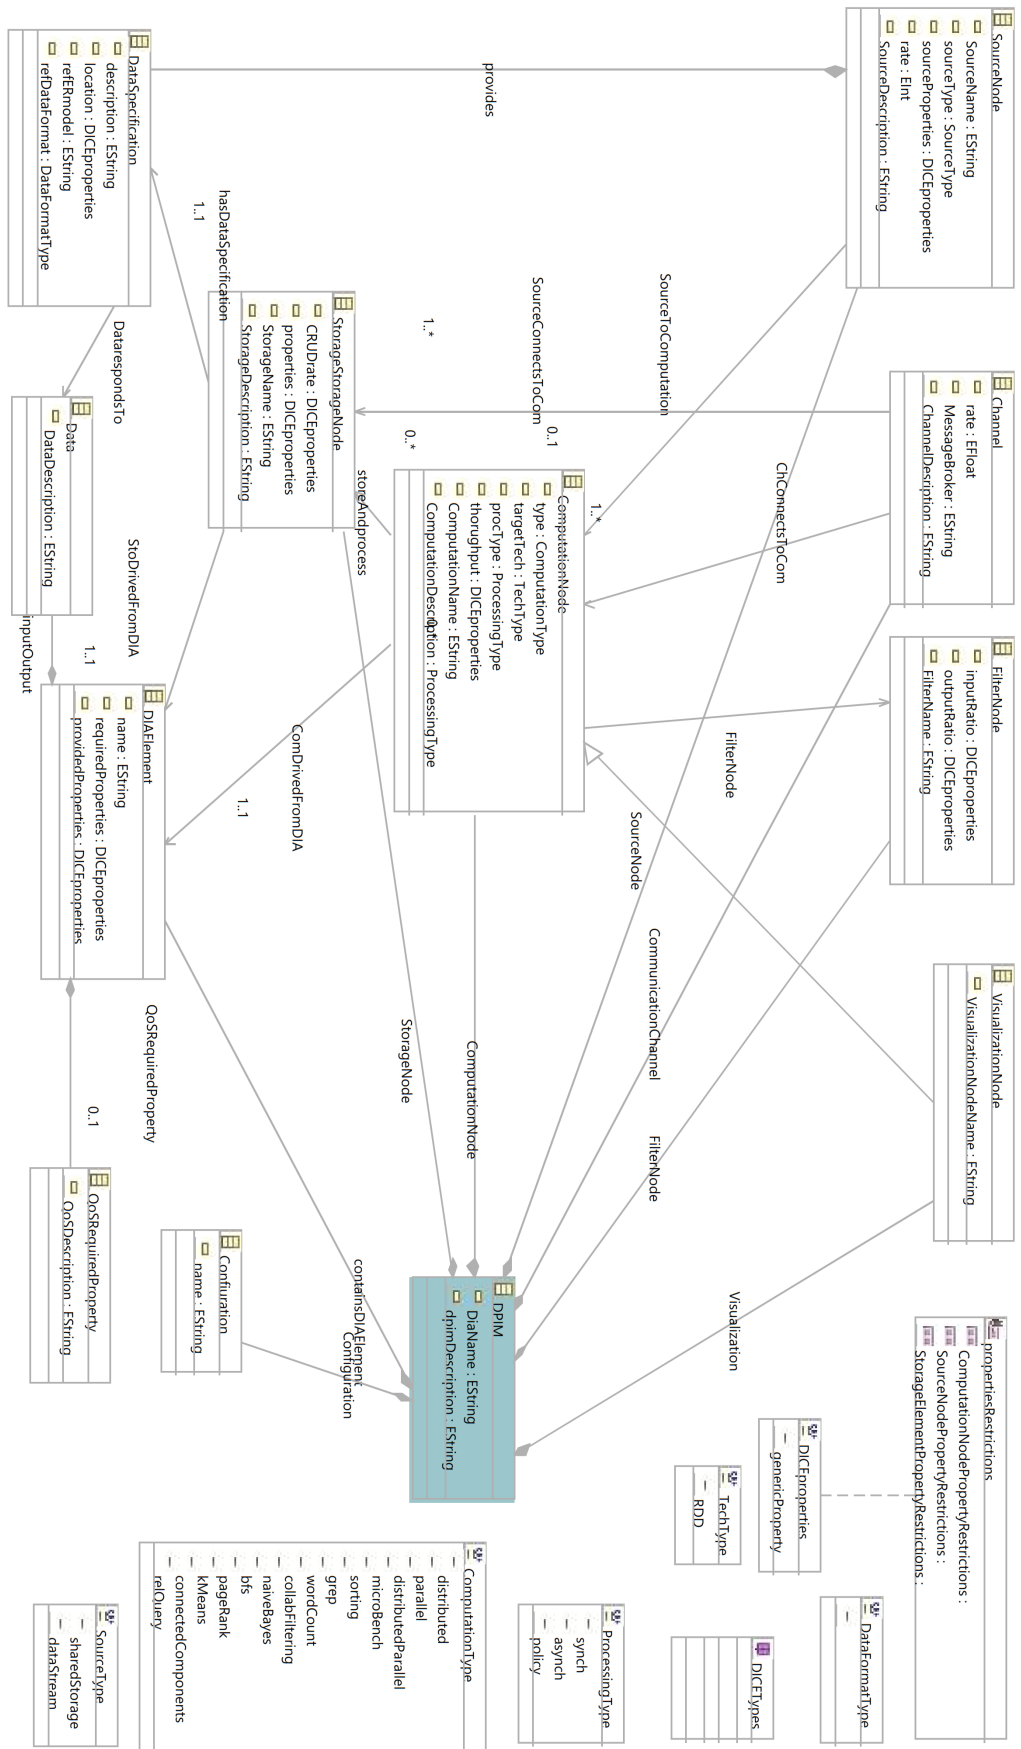 SourceNode
SourceName : EString
sourceType : SourceType
sourceProperties : DICEproperties
rate : EInt
SourceDescription : EString
Channel
rate : EFloat
MessageBroker : EString
ChannelDesription : EString
FilterNode
inputRatio : DICEproperties
outputRatio : DICEproperties
FilterName : EString
VisualizationNode
VisualizationNodeName : EString
propertiesRestrictions
ComputationNodePropertyRestrictions :
SourceNodePropertyRestrictions :
StorageElementPropertyRestrictions :
DICEproperties
genericProperty
DataFormatType
TechType
RDD
DICETypes
ProcessingType
synch
asynch
policy
SourceToComputation
SourceConnectsToCom
0..1
1..*
ChConnectsToCom
FilterNode
SourceNode
CommunicationChannel
FilterNode
Visualization
provides
ComputationNode
type : ComputationType
targetTech : TechType
procType : ProcessingType
thorughput : DICEproperties
ComputationName : EString
ComputationDescription : ProcessingType
1..*
0..*
storeAndprocess
ComputationNode
StorageNode
DPIM
DiaName : EString
dpimDescription : EString
ComputationType
distributed
parallel
distributedParallel
microBench
sorting
grep
wordCount
collabFiltering
naiveBayes
bfs
pageRank
kMeans
connectedComponents
relQuery
StorageStorageNode
CRUDrate : DICEproperties
properties : DICEproperties
StorageName : EString
StorageDescription : EString
hasDataSpecification
1..1
ComDrivedFromDIA
1..1
containsDIAElement
Configuration
Confiuration
name : EString
DataSpecification
description : EString
location : DICEproperties
refERmodel : EString
refDataFormat : DataFormatType
DatarespondsTo
StoDrivedFromDIA
1..1
Data
DataDescription : EString
inputOutput
DIAElement
name : EString
requiredProperties : DICEproperties
providedProperties : DICEproperties
QoSRequiredProperty
0..1
QoSRequiredProperty
QoSDescription : EString
SourceType
sharedStorage
dataStream